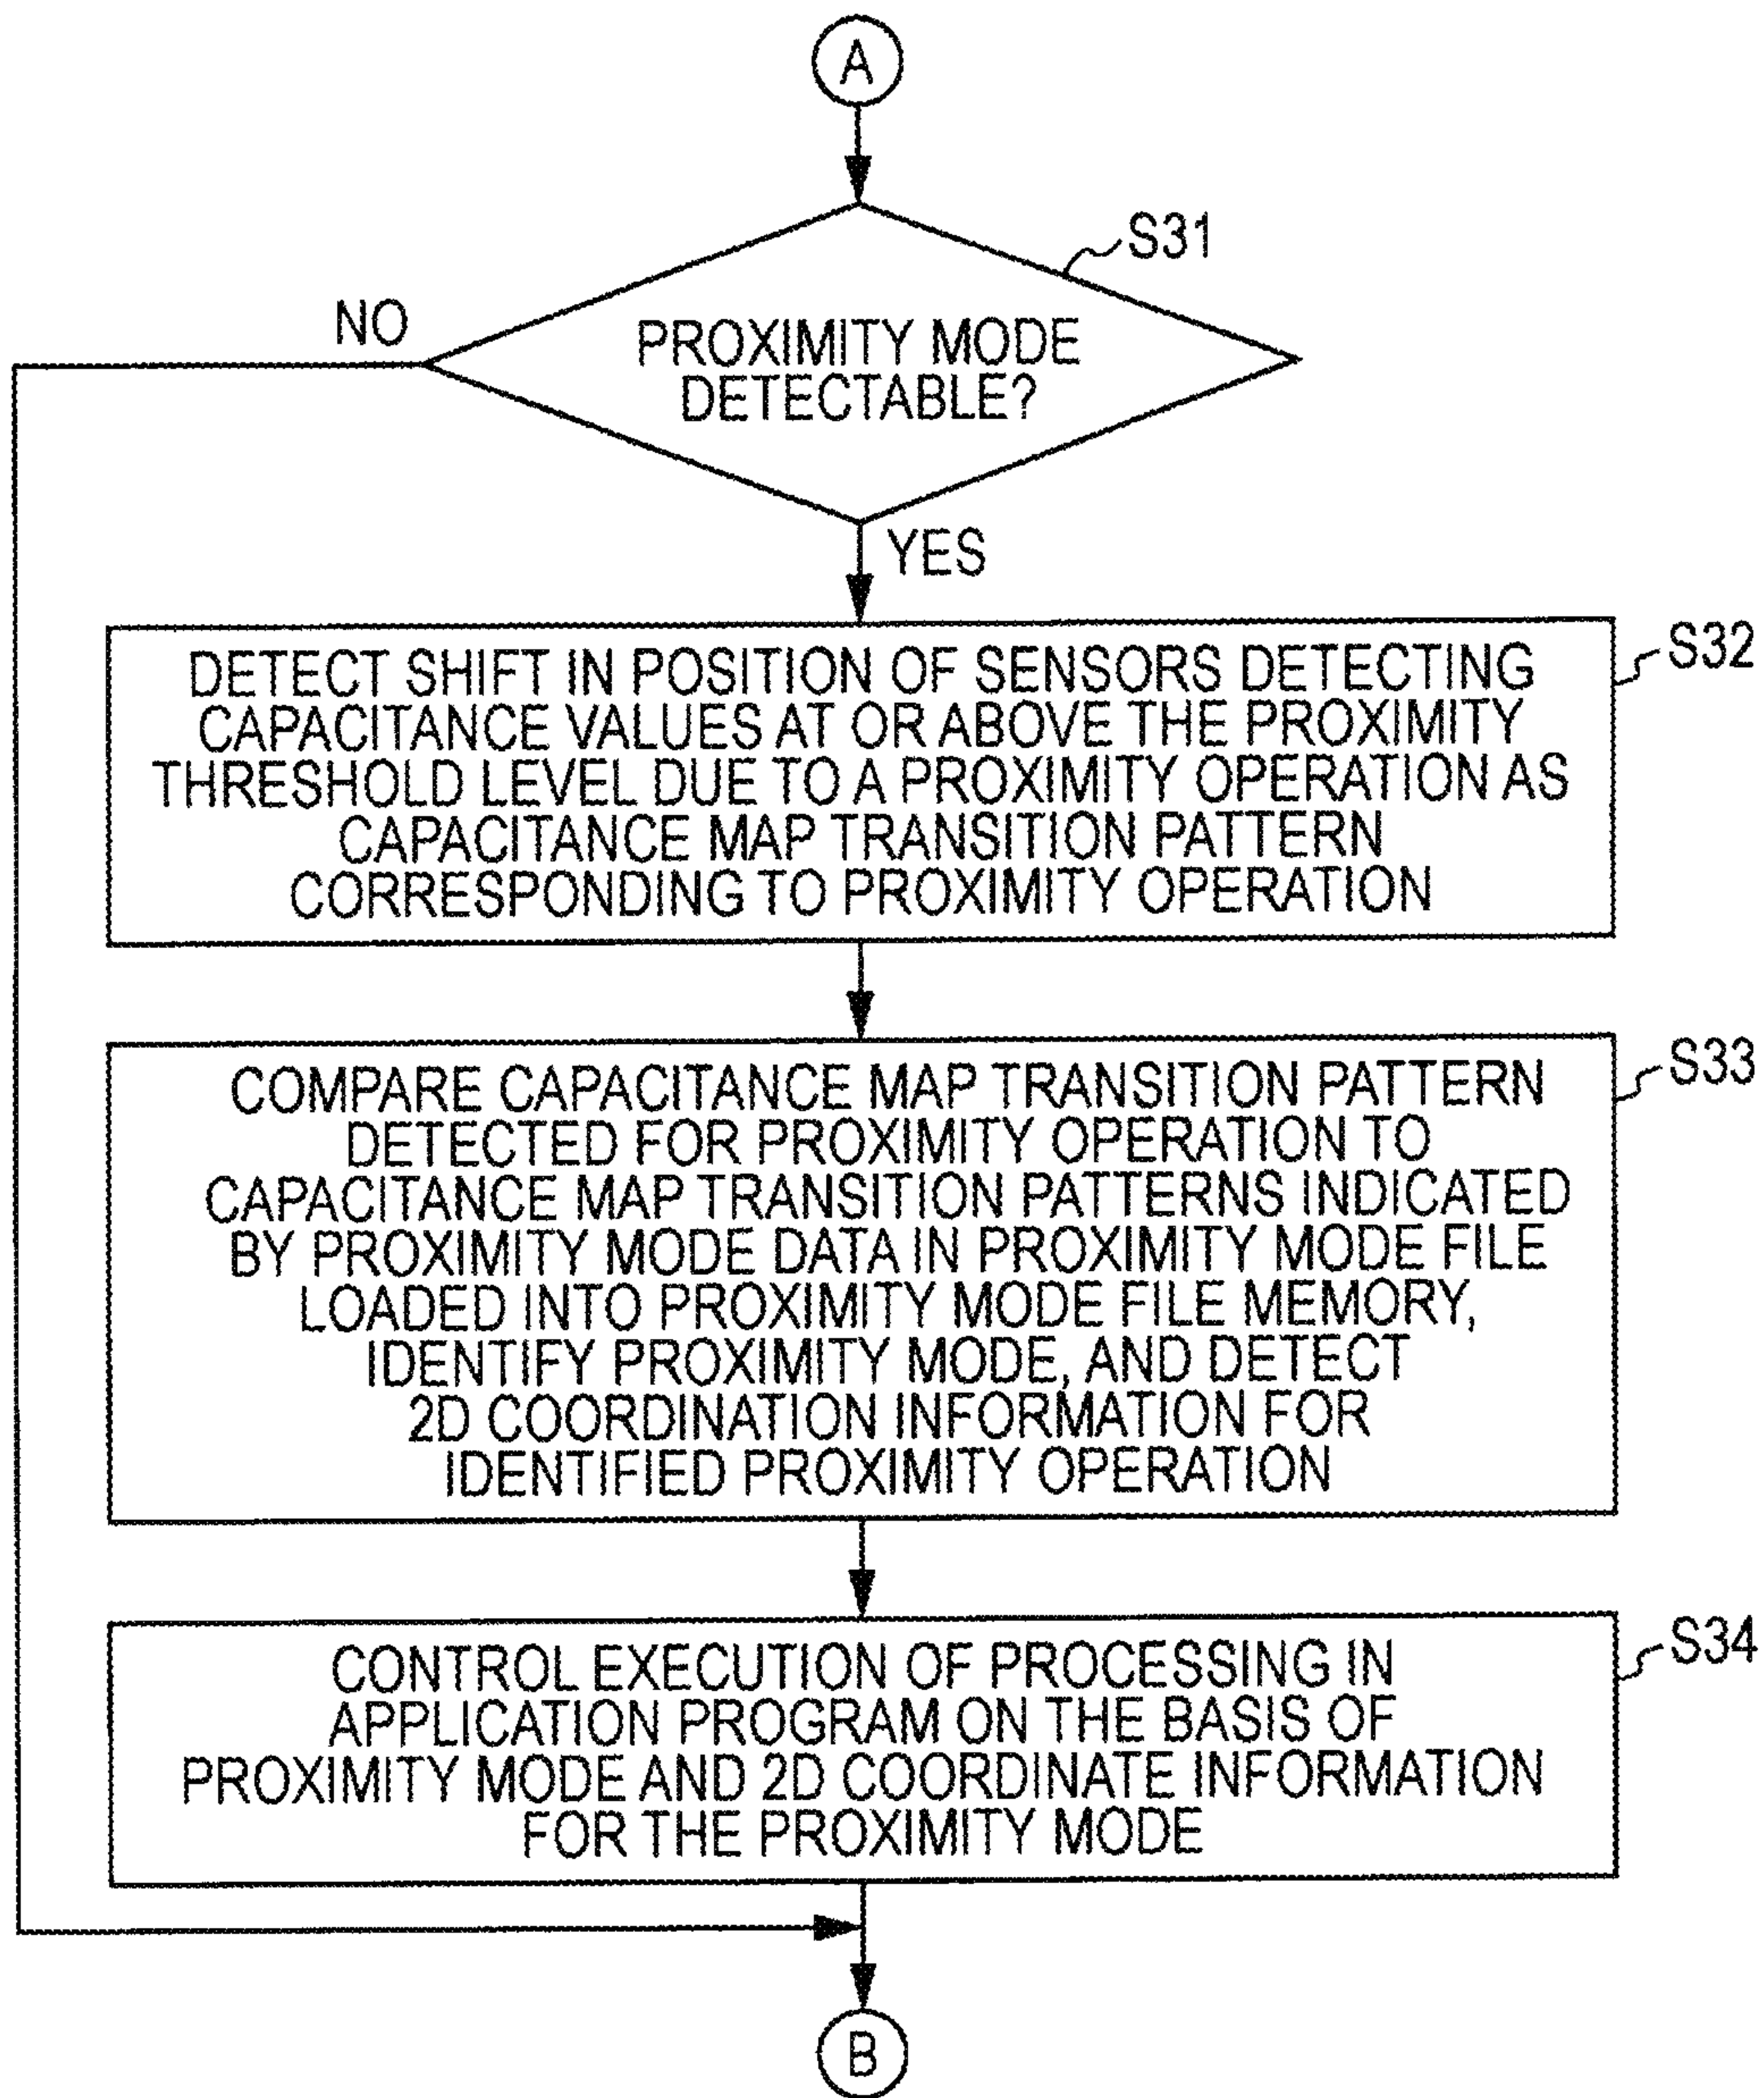 A
S31
NO
PROXIMITY MODE
DETECTABLE?
YES
S32
DETECT SHIFT IN POSITION OF SENSORS DETECTING
CAPACITANCE VALUES AT OR ABOVE THE PROXIMITY
THRESHOLD LEVEL DUE TO A PROXIMITY OPERATION AS
CAPACITANCE MAP TRANSITION PATTERN
CORRESPONDING TO PROXIMITY OPERATION
S33
COMPARE CAPACITANCE MAP TRANSITION PATTERN
DETECTED FOR PROXIMITY OPERATION TO
CAPACITANCE MAP TRANSITION PATTERNS INDICATED
BY PROXIMITY MODE DATA IN PROXIMITY MODE FILE
LOADED INTO PROXIMITY MODE FILE MEMORY,
IDENTIFY PROXIMITY MODE, AND DETECT
2D COORDINATION INFORMATION FOR
IDENTIFIED PROXIMITY OPERATION
S34
CONTROL EXECUTION OF PROCESSING IN
APPLICATION PROGRAM ON THE BASIS OF
PROXIMITY MODE AND 2D COORDINATE INFORMATION
FOR THE PROXIMITY MODE
B